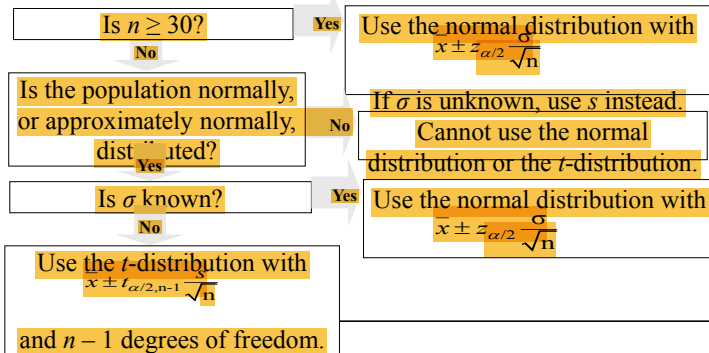 Is n ≥ 30?
Yes
Use the normal distribution with
x̄ ± z_{α/2} σ/√n
If σ is unknown, use s instead.
No
Is the population normally,
or approximately normally,
distributed?
No
Cannot use the normal
distribution or the t-distribution.
Yes
Is σ known?
Yes
Use the normal distribution with
x̄ ± z_{α/2} σ/√n
No
Use the t-distribution with
x̄ ± t_{α/2,n-1} s/√n
and n – 1 degrees of freedom.